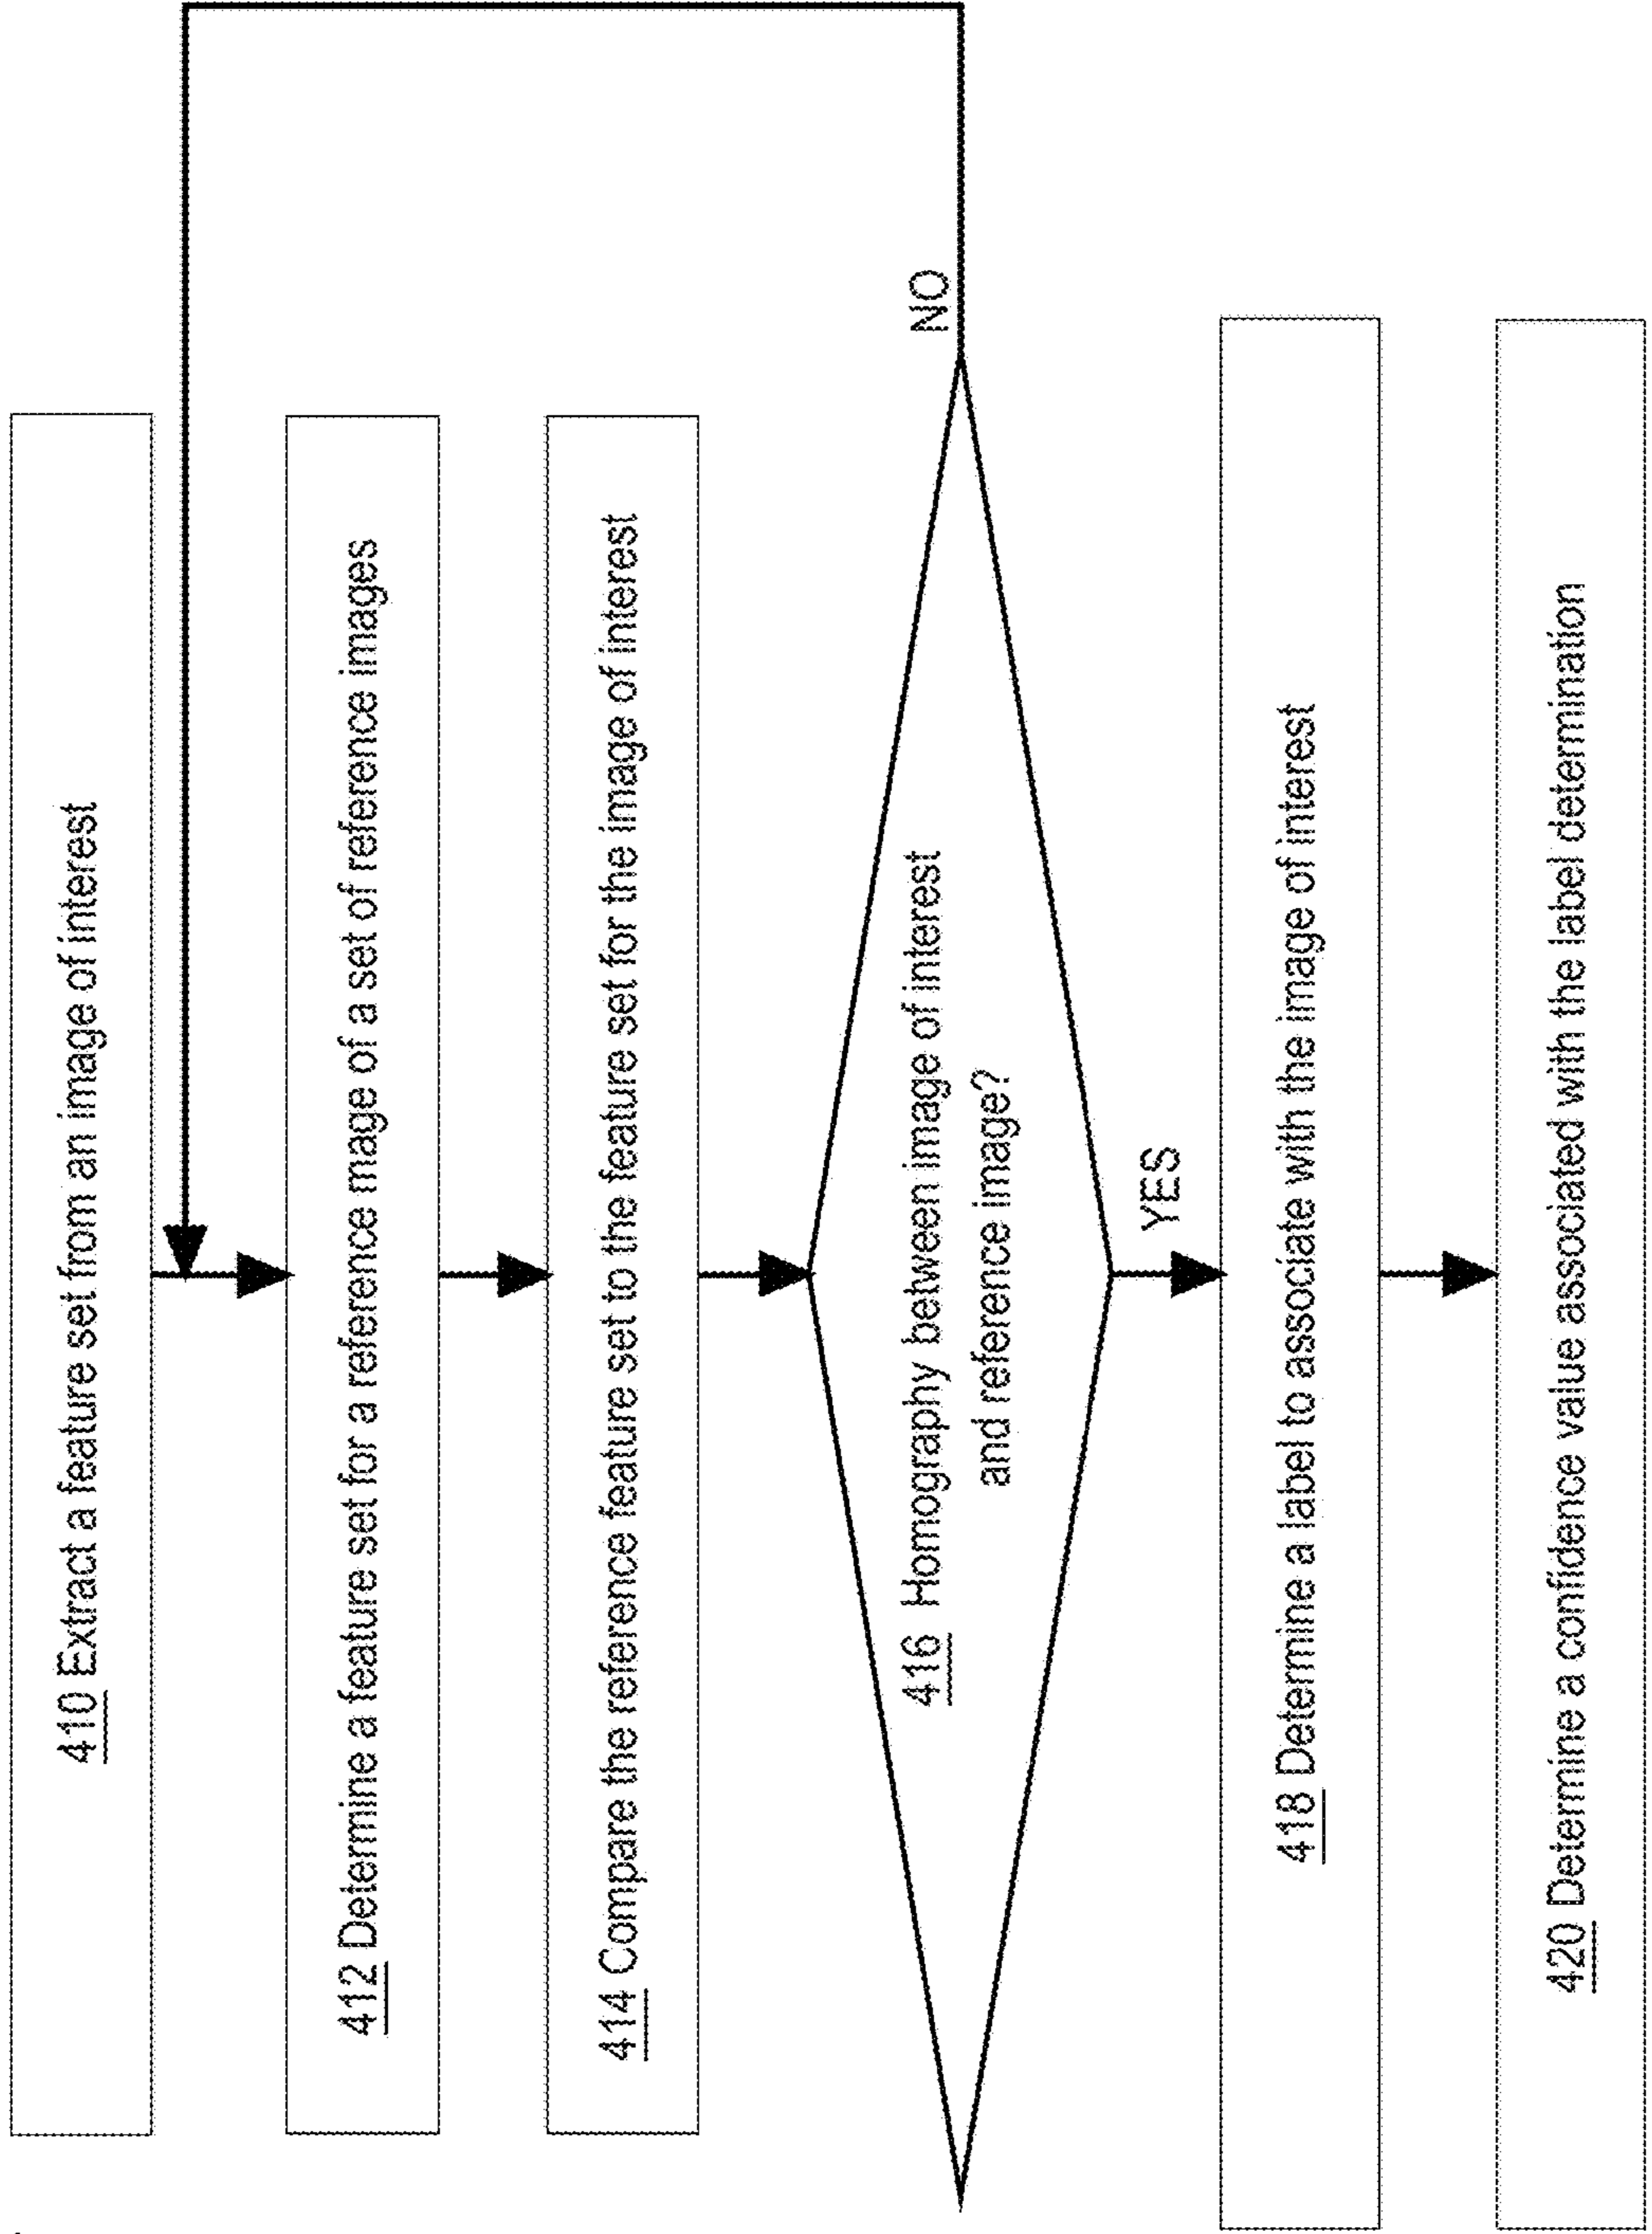 410 Extract a feature set from an image of interest
412 Determine a feature set for a reference image of a set of reference images
414 Compare the reference feature set to the feature set for the image of interest
416 Homography between image of interest
and reference image?
NO
YES
418 Determine a label to associate with the image of interest
420 Determine a confidence value associated with the label determination